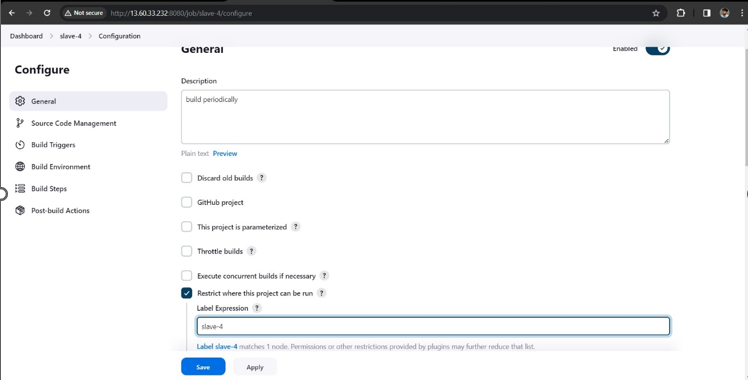 Not secure http://13.60.33.232:8080/job/slave-4/configure
Dashboard > slave-4 > Configuration
Configure
General
Source Code Management
Build Triggers
Build Environment
Build Steps
Post-build Actions
General
Enabled
Description
build periodically
Plain text Preview
Discard old builds ?
GitHub project
This project is parameterized ?
Throttle builds ?
Execute concurrent builds if necessary ?
Restrict where this project can be run ?
Label Expression ?
slave-4
Label slave-4 matches 1 node. Permissions or other restrictions provided by plugins may further reduce that list.
Save Apply